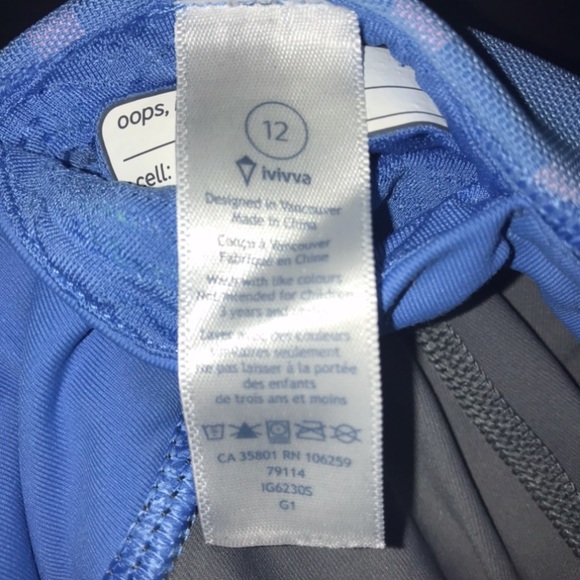 oops,
cell:
12
ivivva
Designed in Vancouver
Made in China
Conçu à Vancouver
Fabriqué en Chine
Wash with like colours
Not intended for children
3 years and
Laver avec des couleurs
similaires seulement
Ne pas laisser à la portée
des enfants
de trois ans et moins
CA 35801 RN 106259
79114
IG6230S
G1